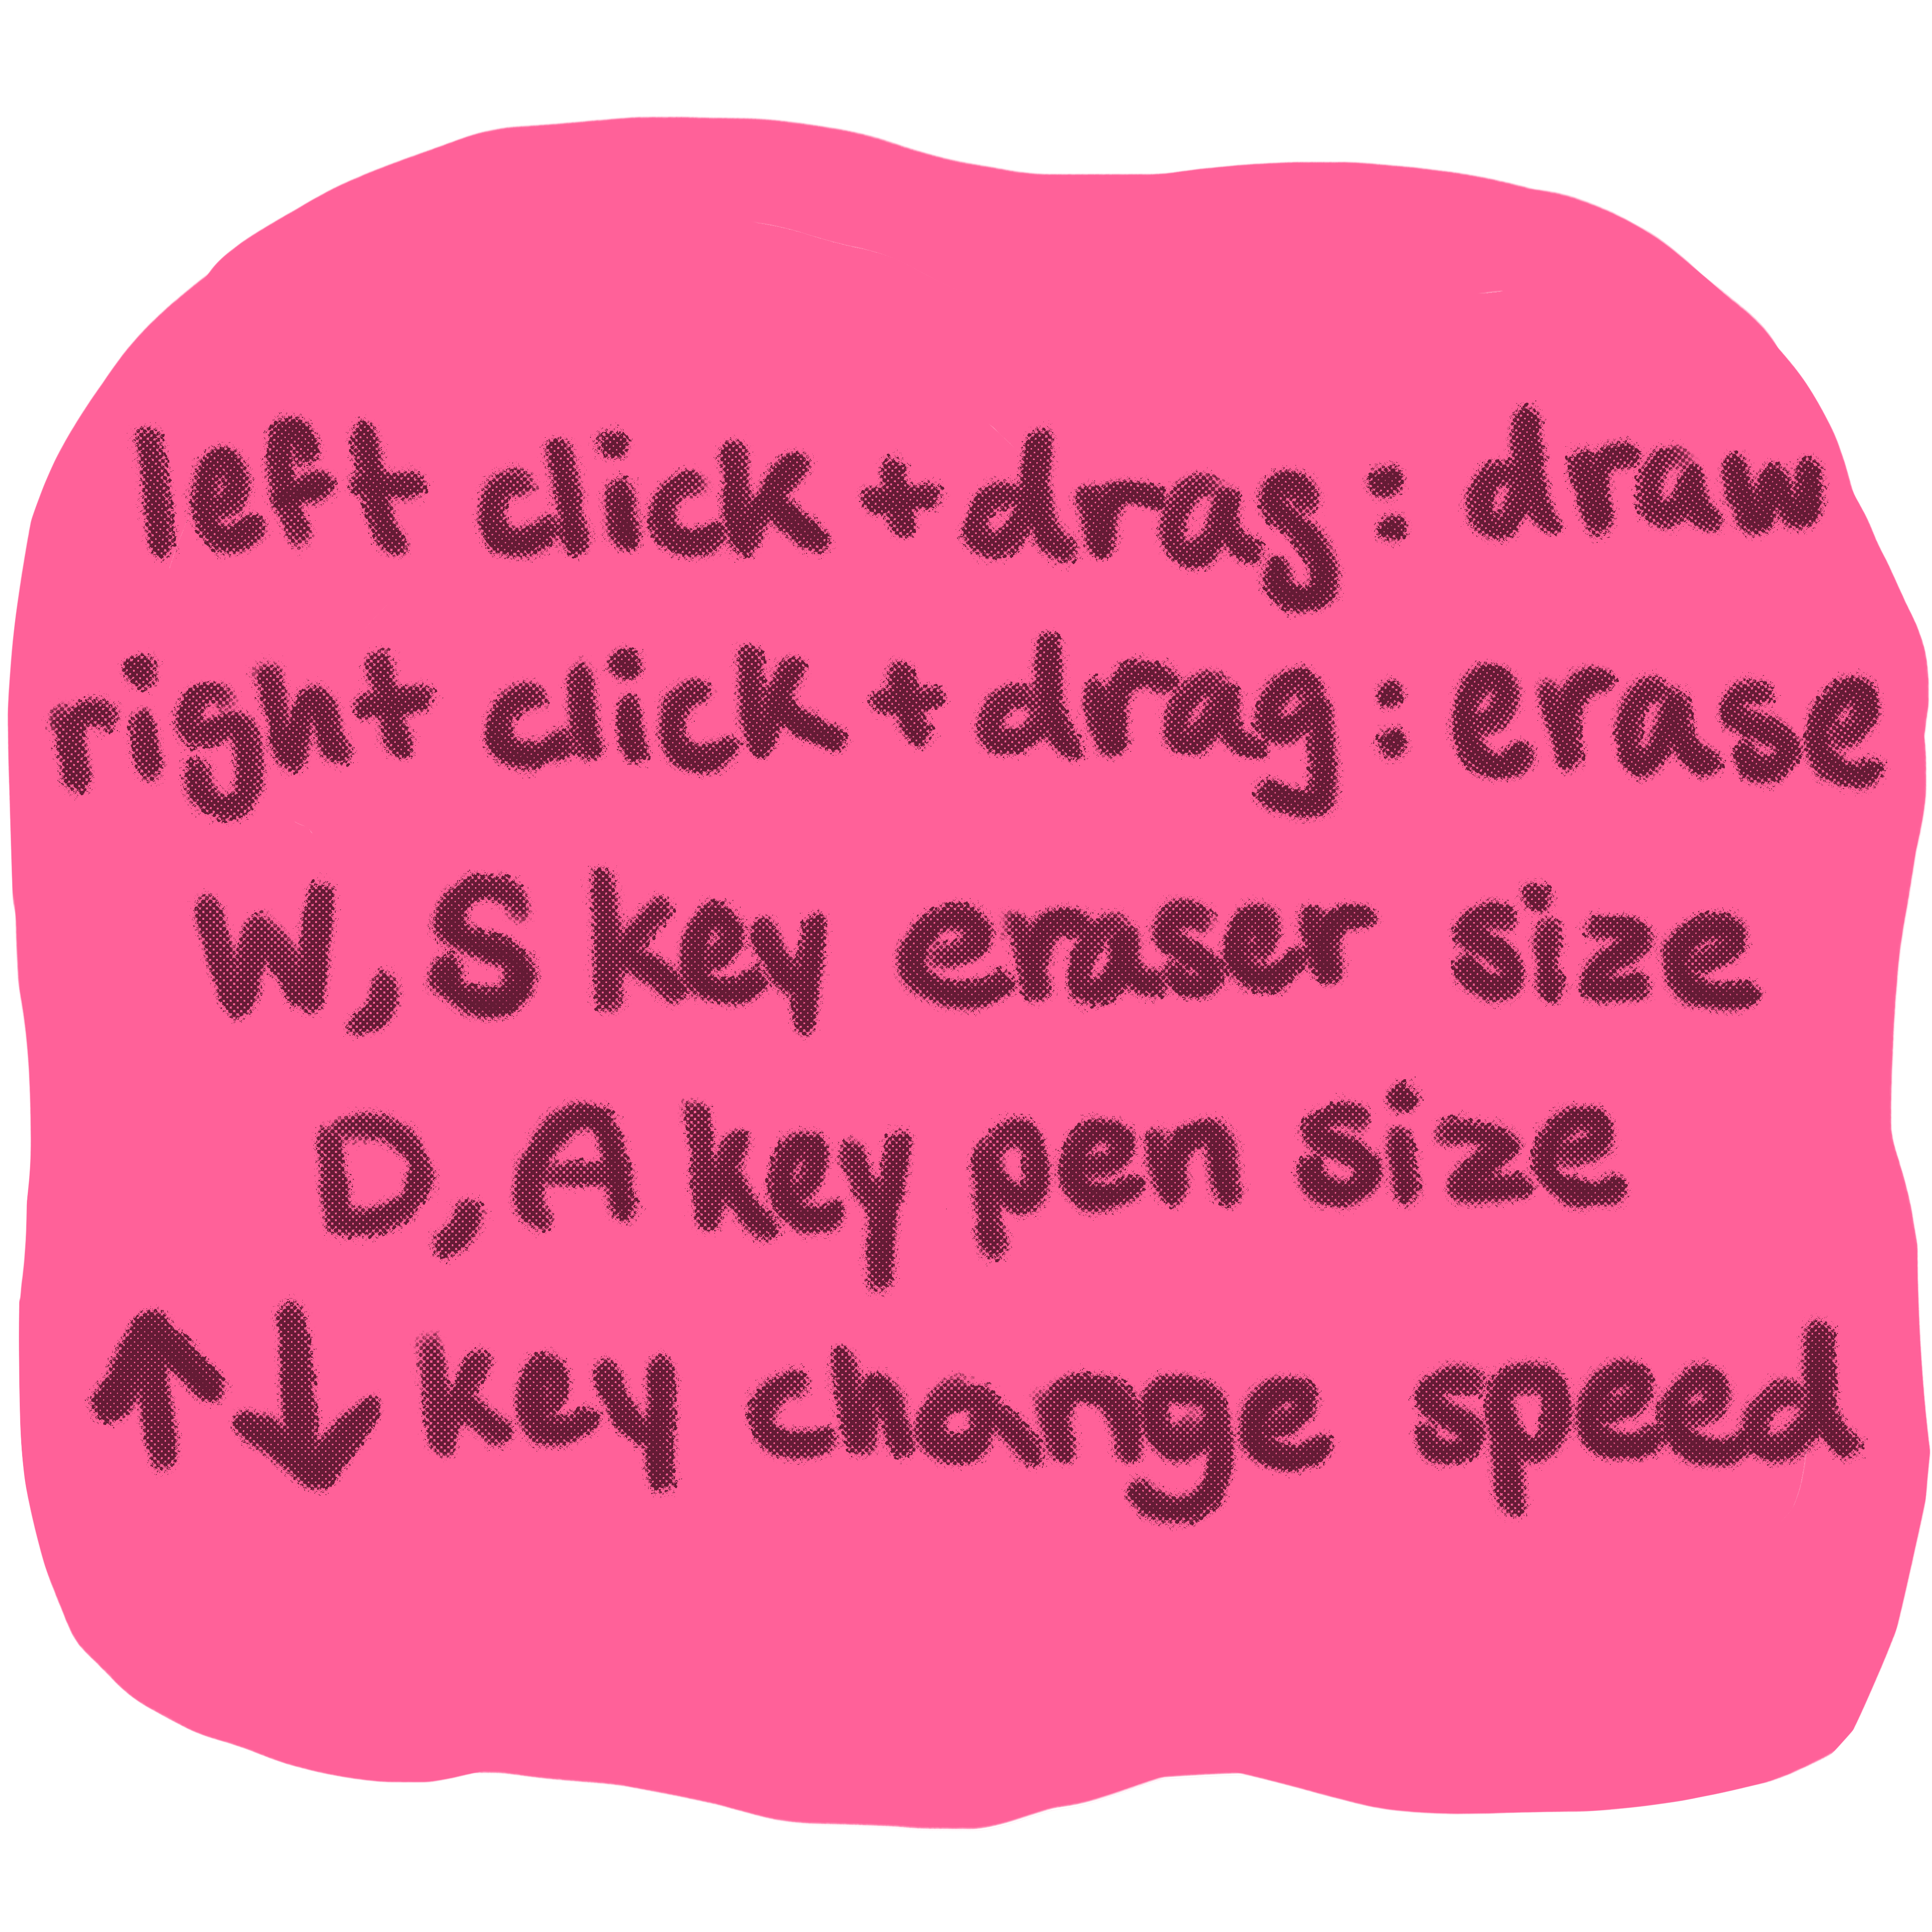 left click + drag : draw
right click + drag : erase
W, S key eraser size
D, A key pen size
↑↓ key change speed